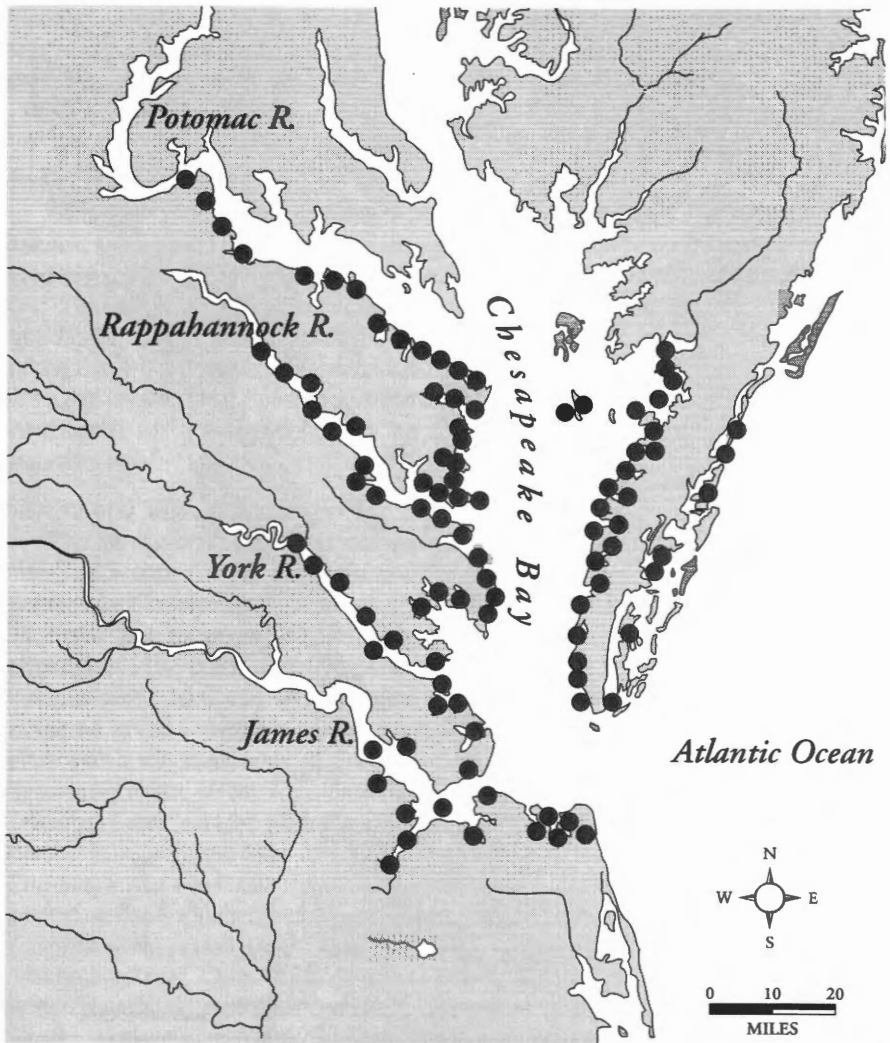 Potomac R.
Rappahannock R.
Chesapeake Bay
York R.
James R.
Atlantic Ocean
N
W E
S
0 10 20
MILES